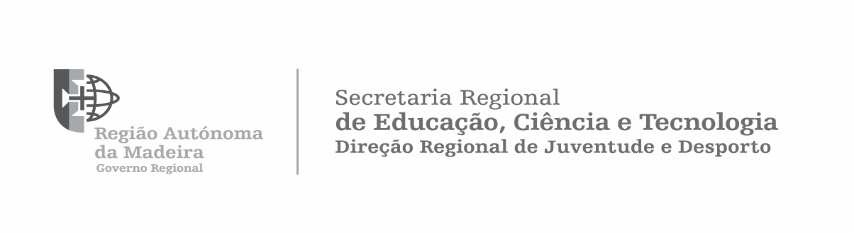 Região Autónoma
da Madeira
Governo Regional
Secretaria Regional
de Educação, Ciência e Tecnologia
Direção Regional de Juventude e Desporto